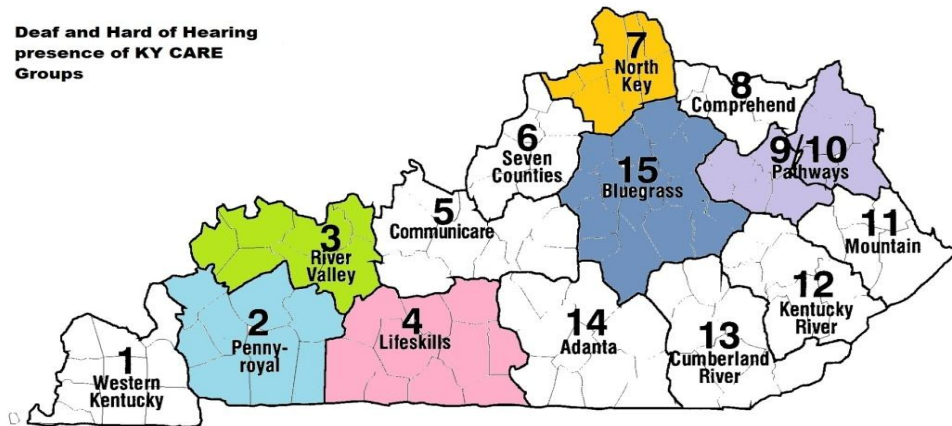 Deaf and Hard of Hearing
presence of KY CARE
Groups
7
North
Key
8
Comprehend
6
Seven
Counties
9/10
Pathways
15
Bluegrass
5
Communicare
3
River
Valley
11
Mountain
12
Kentucky
River
2
Penny-
royal
4
Lifeskills
14
Adanta
13
Cumberland
River
1
Western
Kentucky